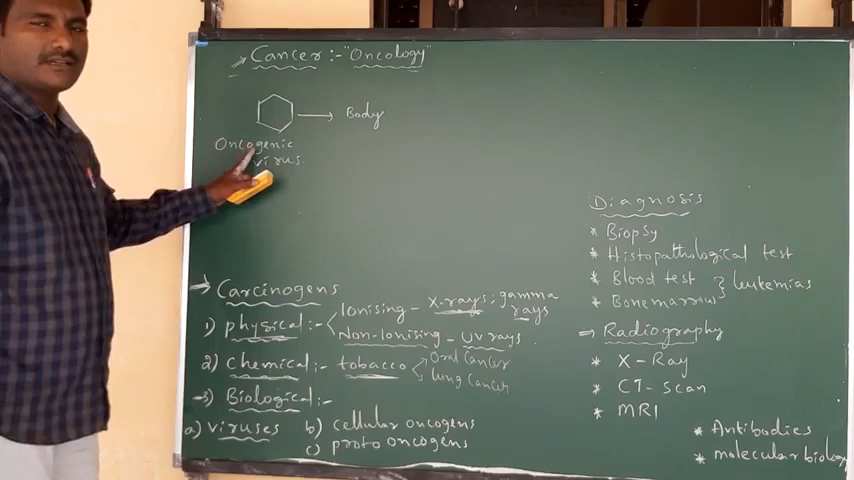 Cancer :- "Oncology"
Body
Oncogenic
virus.
Carcinogens
1) physical :- Ionising - X-rays, gamma
rays
Non-Ionising - UV rays.
2) Chemical :- tobacco Oral Cancer
Lung Cancer
3) Biological :-
a) viruses b) cellular oncogens
c) proto oncogens
Diagnosis
* Biopsy
* Histopathological test
* Blood test } leukemias
* Bonemarrow
Radiography
* X-Ray
* CT-Scan
* MRI
* Antibodies
* molecular biology